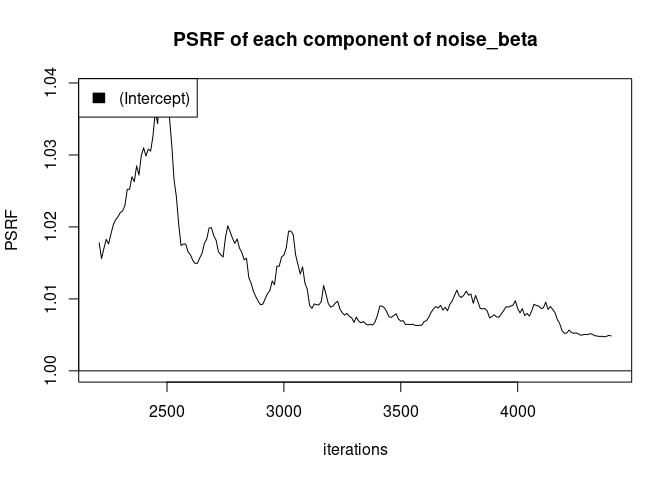 PSRF of each component of noise_beta
(Intercept)
PSRF
1.04
1.03
1.02
1.01
1.00
2500 3000 3500 4000
iterations